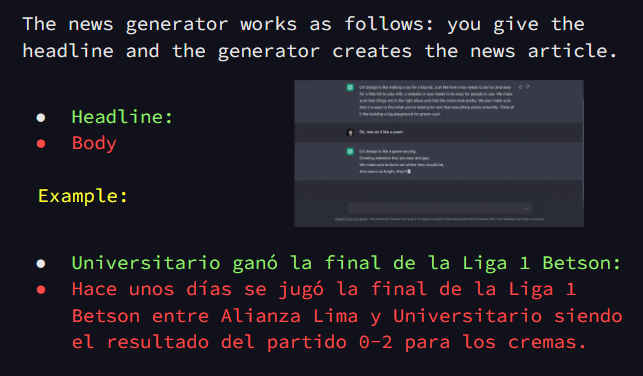 The news generator works as follows: you give the
headline and the generator creates the news article.
UX design is like making a toy for a big kid. Just like how a toy needs to be fun and easy
for a little kid to play with, a website or app needs to be easy for people to use. We make
sure that things are in the right place and that the colors look pretty. We also make sure
that it is easy to find what you're looking for and that everything works smoothly. Think of
it like building a big playground for grown-ups!
Ok, now do it like a poem
UX design is like a game we play,
Creating websites that are easy and gay,
We make sure buttons are where they should be,
And colors so bright, they
● Headline:
● Body
Example:
● Universitario ganó la final de la Liga 1 Betson:
● Hace unos días se jugó la final de la Liga 1
Betson entre Alianza Lima y Universitario siendo
el resultado del partido 0-2 para los cremas.